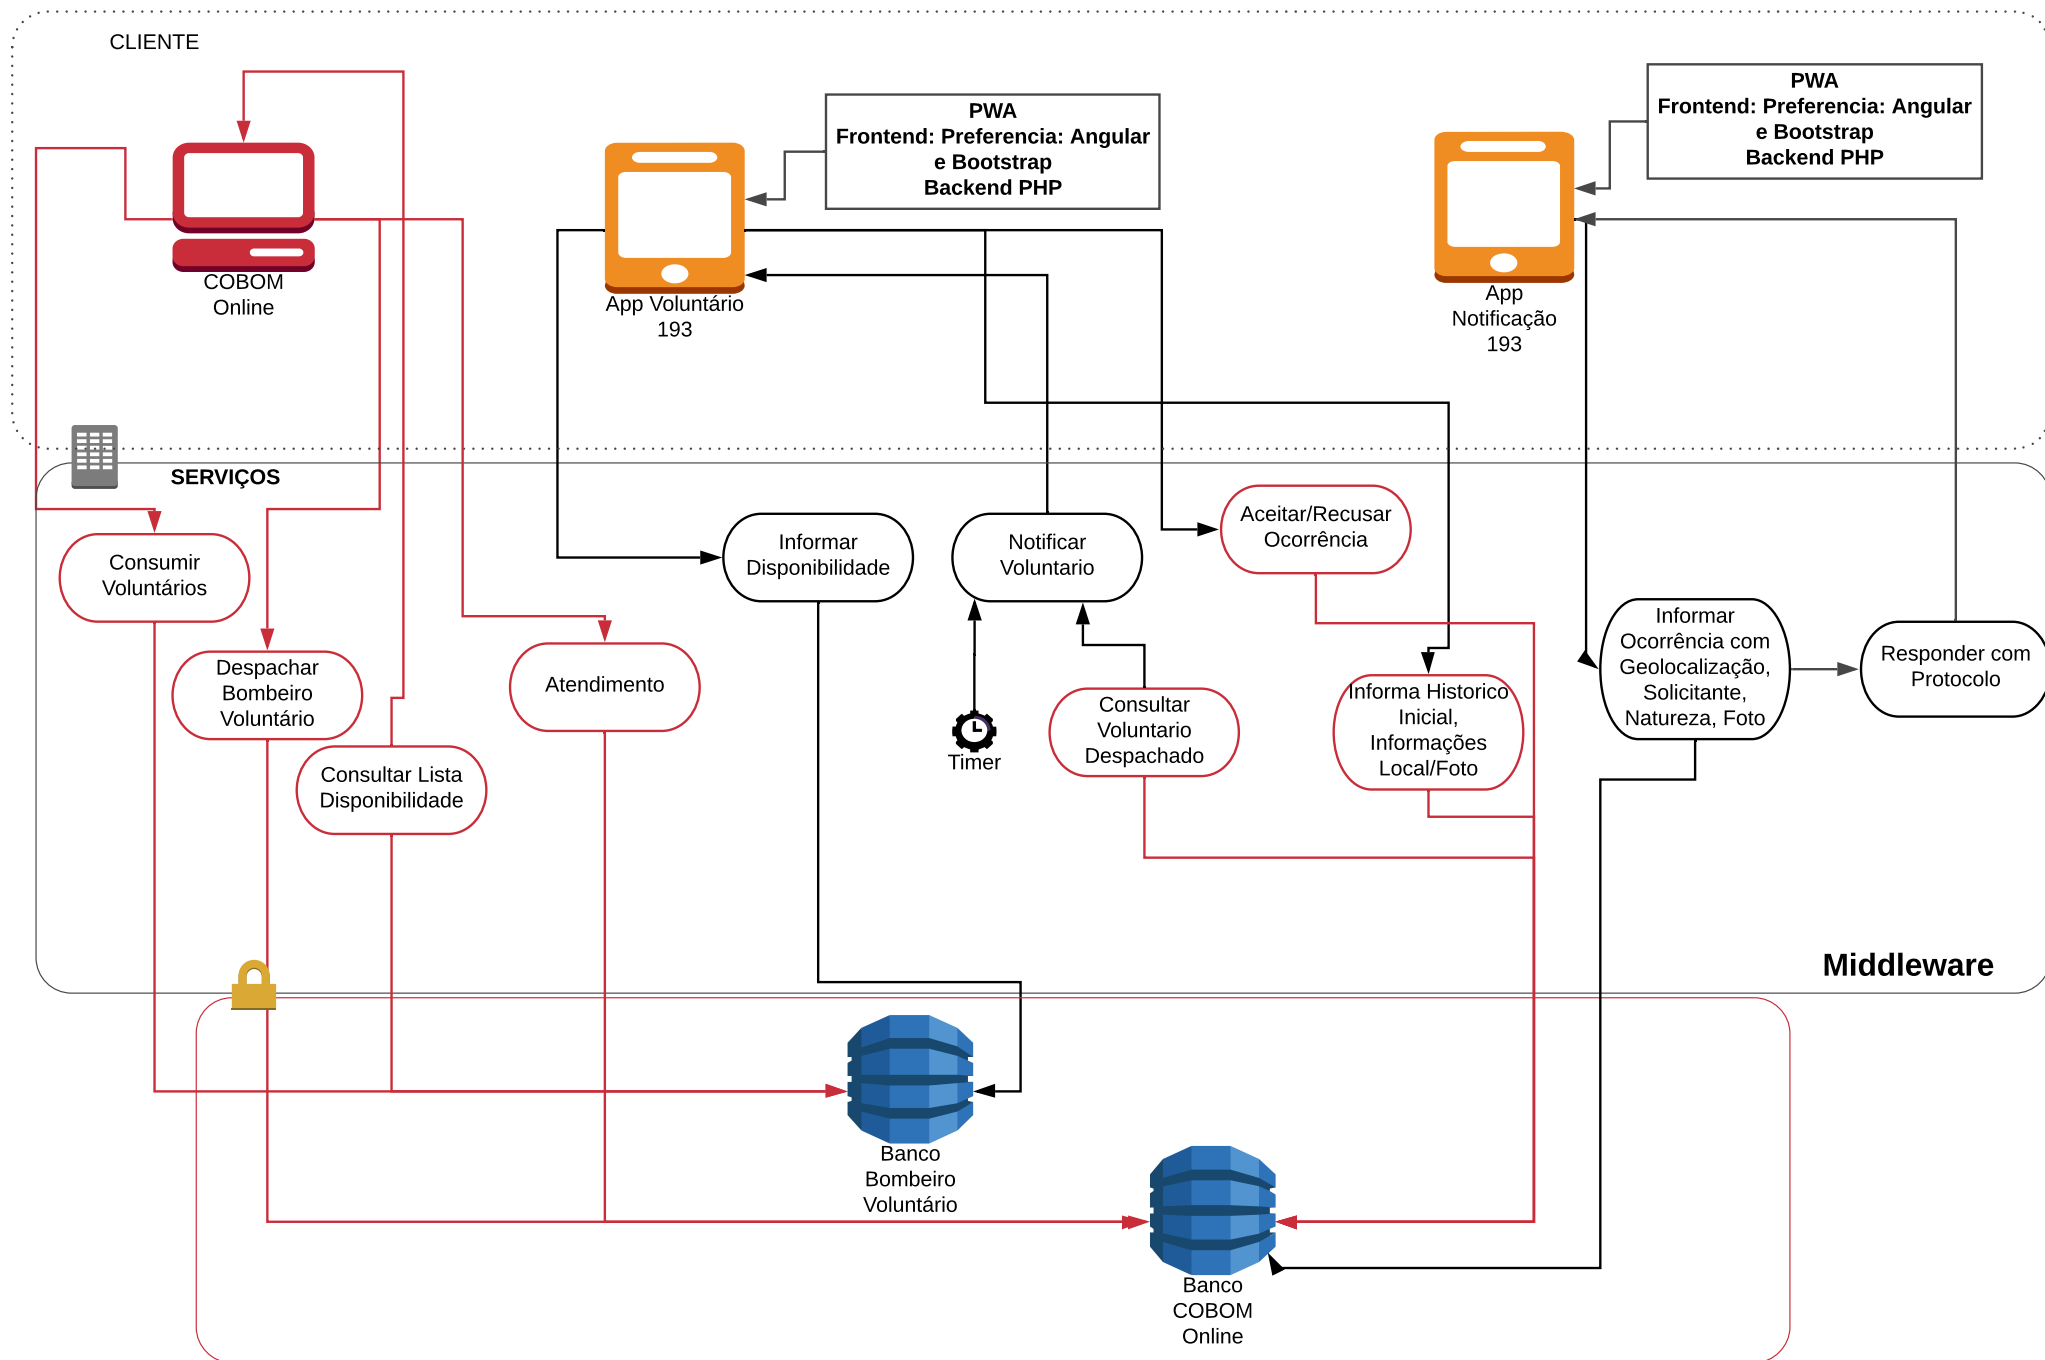 CLIENTE
COBOM
Online
PWA
Frontend: Preferencia: Angular
e Bootstrap
Backend PHP
App Voluntário
193
PWA
Frontend: Preferencia: Angular
e Bootstrap
Backend PHP
App
Notificação
193
SERVIÇOS
Consumir
Voluntários
Despachar
Bombeiro
Voluntário
Consultar Lista
Disponibilidade
Atendimento
Informar
Disponibilidade
Notificar
Voluntario
Timer
Consultar
Voluntario
Despachado
Aceitar/Recusar
Ocorrência
Informa Historico
Inicial,
Informações
Local/Foto
Informar
Ocorrência com
Geolocalização,
Solicitante,
Natureza, Foto
Responder com
Protocolo
Middleware
Banco
Bombeiro
Voluntário
Banco
COBOM
Online